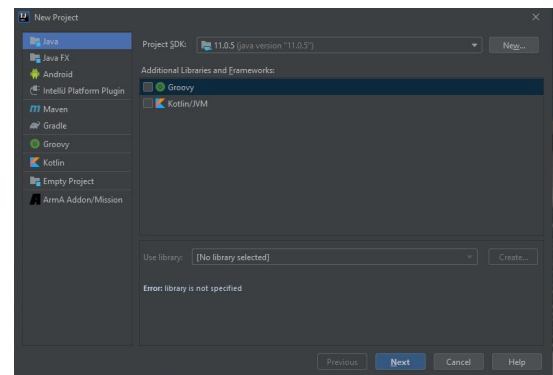 New Project
Java
Java FX
Android
IntelliJ Platform Plugin
Maven
Gradle
Groovy
Kotlin
Empty Project
ArmA Addon/Mission
Project SDK: 11.0.5 (java version "11.0.5") New...
Additional Libraries and Frameworks:
Groovy
Kotlin/JVM
Use library: [No library selected] Create...
Error: library is not specified
Previous Next Cancel Help